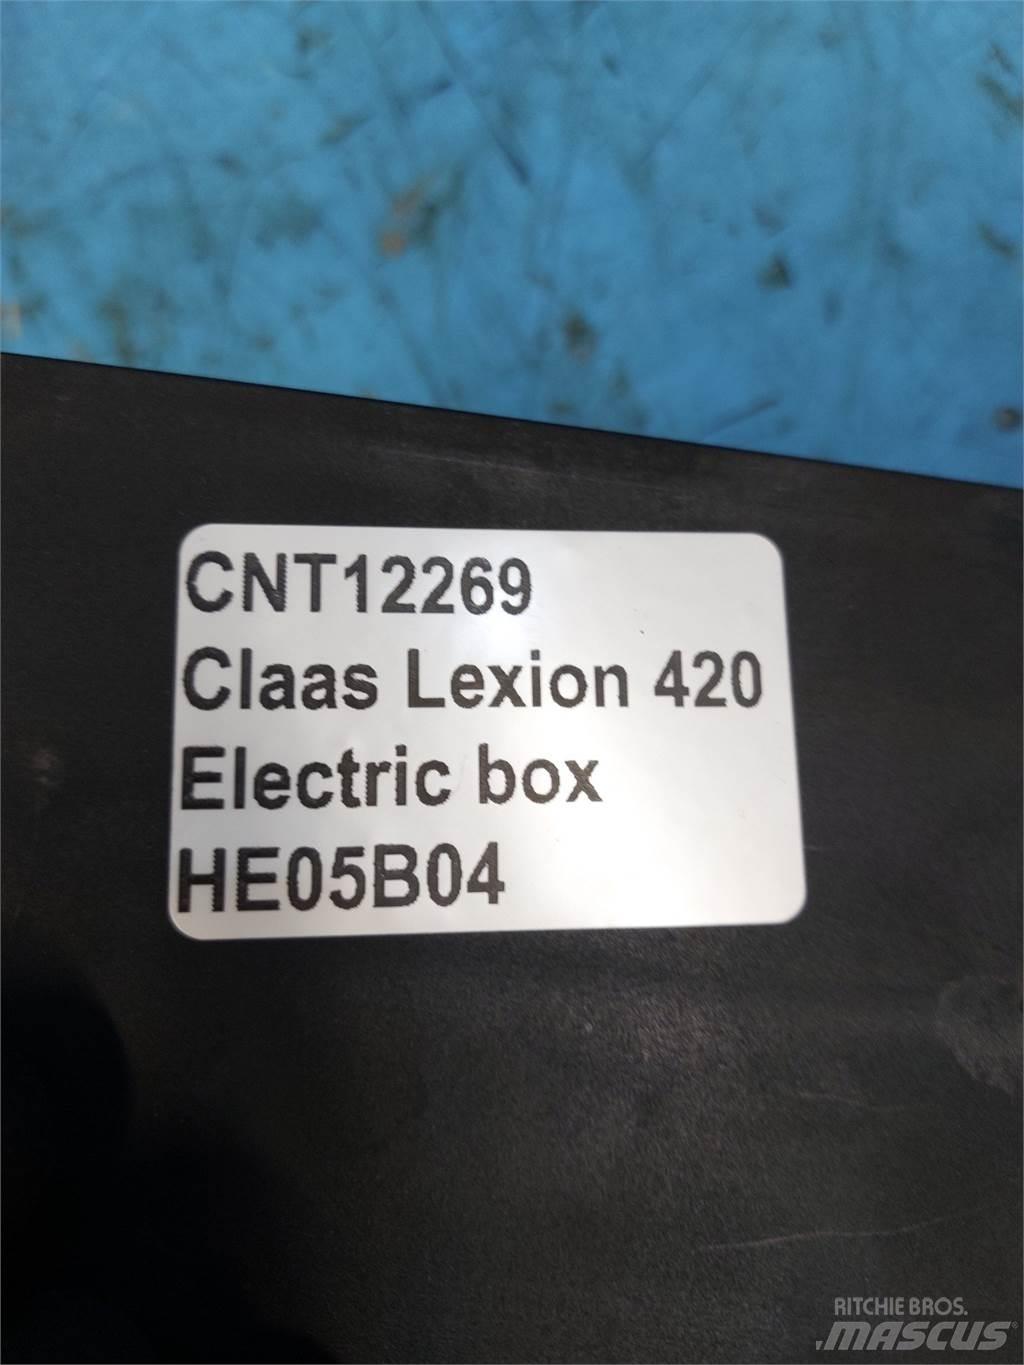 CNT12269
Claas Lexion 420
Electric box
HE05B04
RITCHIE BROS.
MASCUS